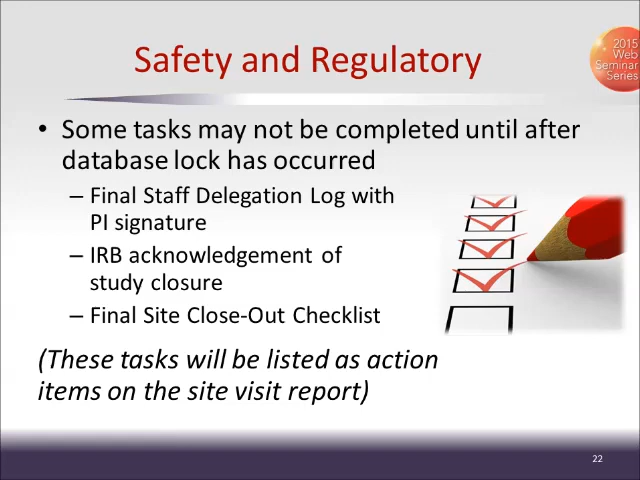 Safety and Regulatory
2015
Web
Seminar
Series
• Some tasks may not be completed until after
database lock has occurred
– Final Staff Delegation Log with
PI signature
– IRB acknowledgement of
study closure
– Final Site Close-Out Checklist
(These tasks will be listed as action
items on the site visit report)
22